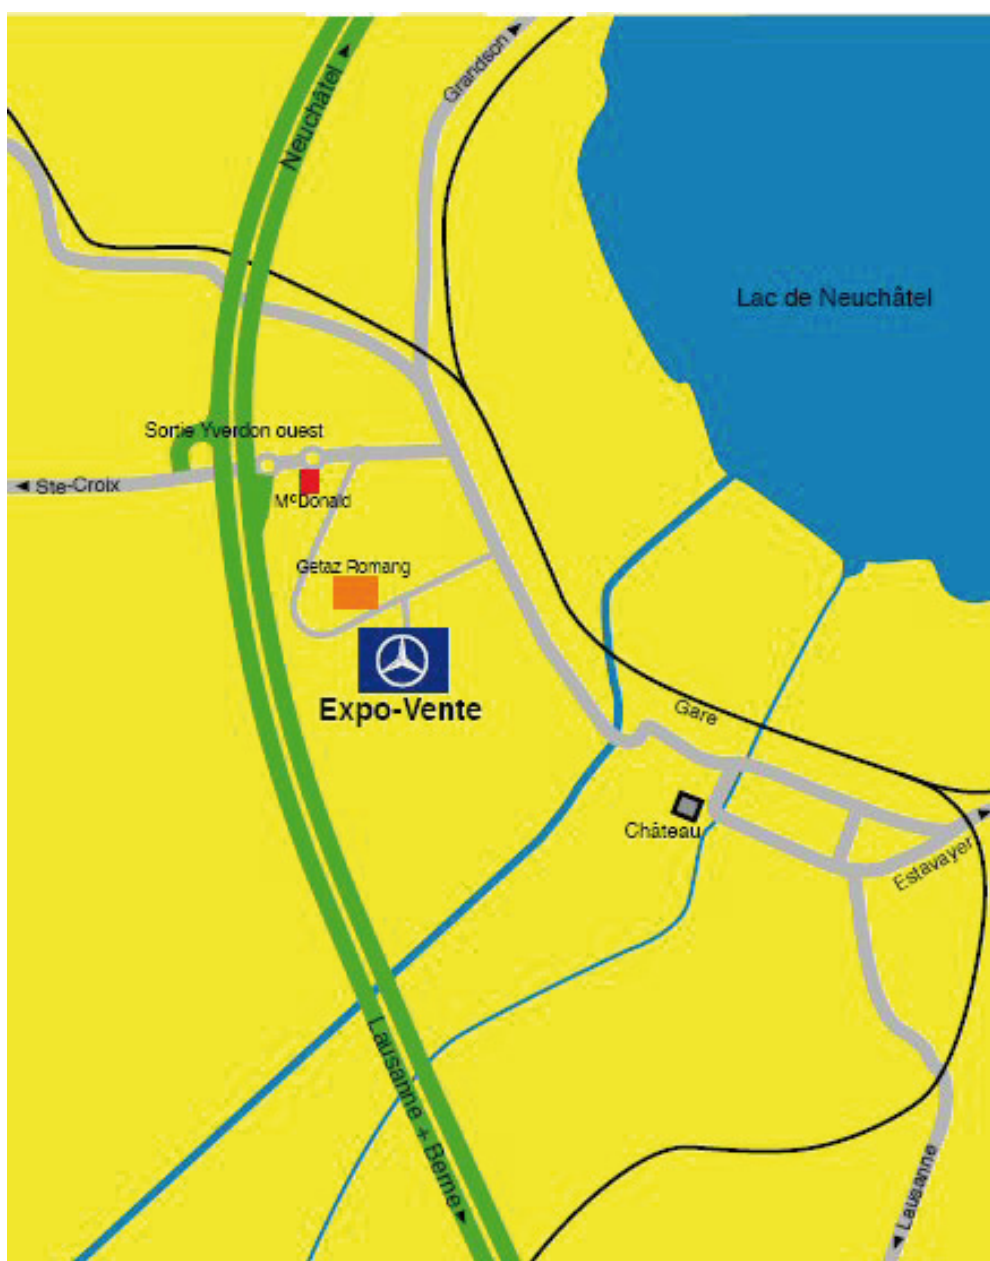 Grandson
Neuchâtel
Lac de Neuchâtel
Sortie Yverdon ouest
Ste-Croix
McDonald
Getaz Romang
Expo-Vente
Gare
Château
Estavayer
Lausanne + Berne
Lausanne